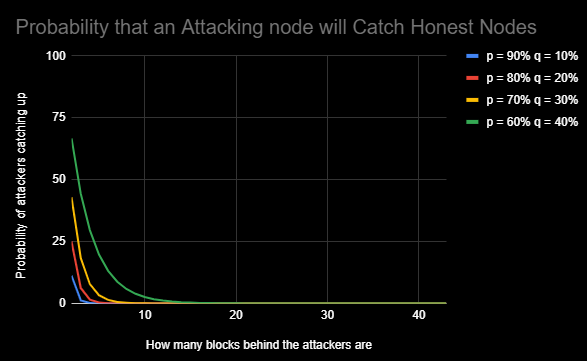 Probability that an Attacking node will Catch Honest Nodes
p = 90% q = 10%
p = 80% q = 20%
p = 70% q = 30%
p = 60% q = 40%
Probability of attackers catching up
100
75
50
25
0
10
20
30
40
How many blocks behind the attackers are